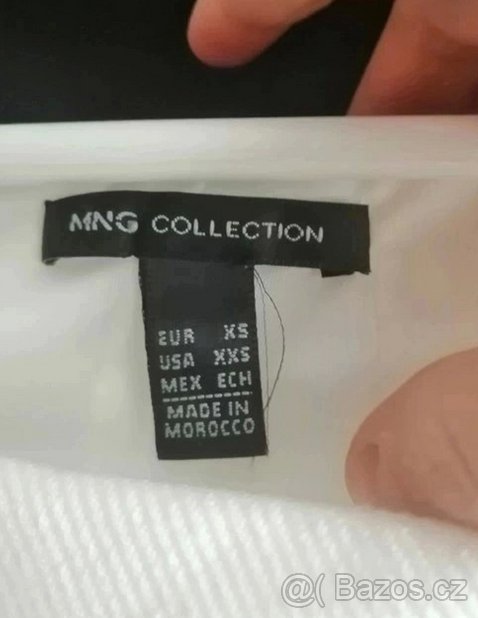 MNG COLLECTION
EUR XS
USA XXS
MEX ECH
MADE IN
MOROCCO
Bazos.cz